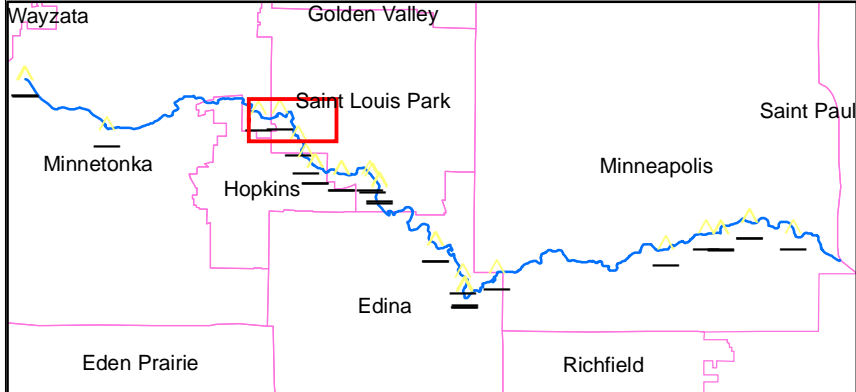 Wayzata
Golden Valley
Saint Louis Park
Saint Paul
Minnetonka
Minneapolis
Hopkins
Edina
Eden Prairie
Richfield